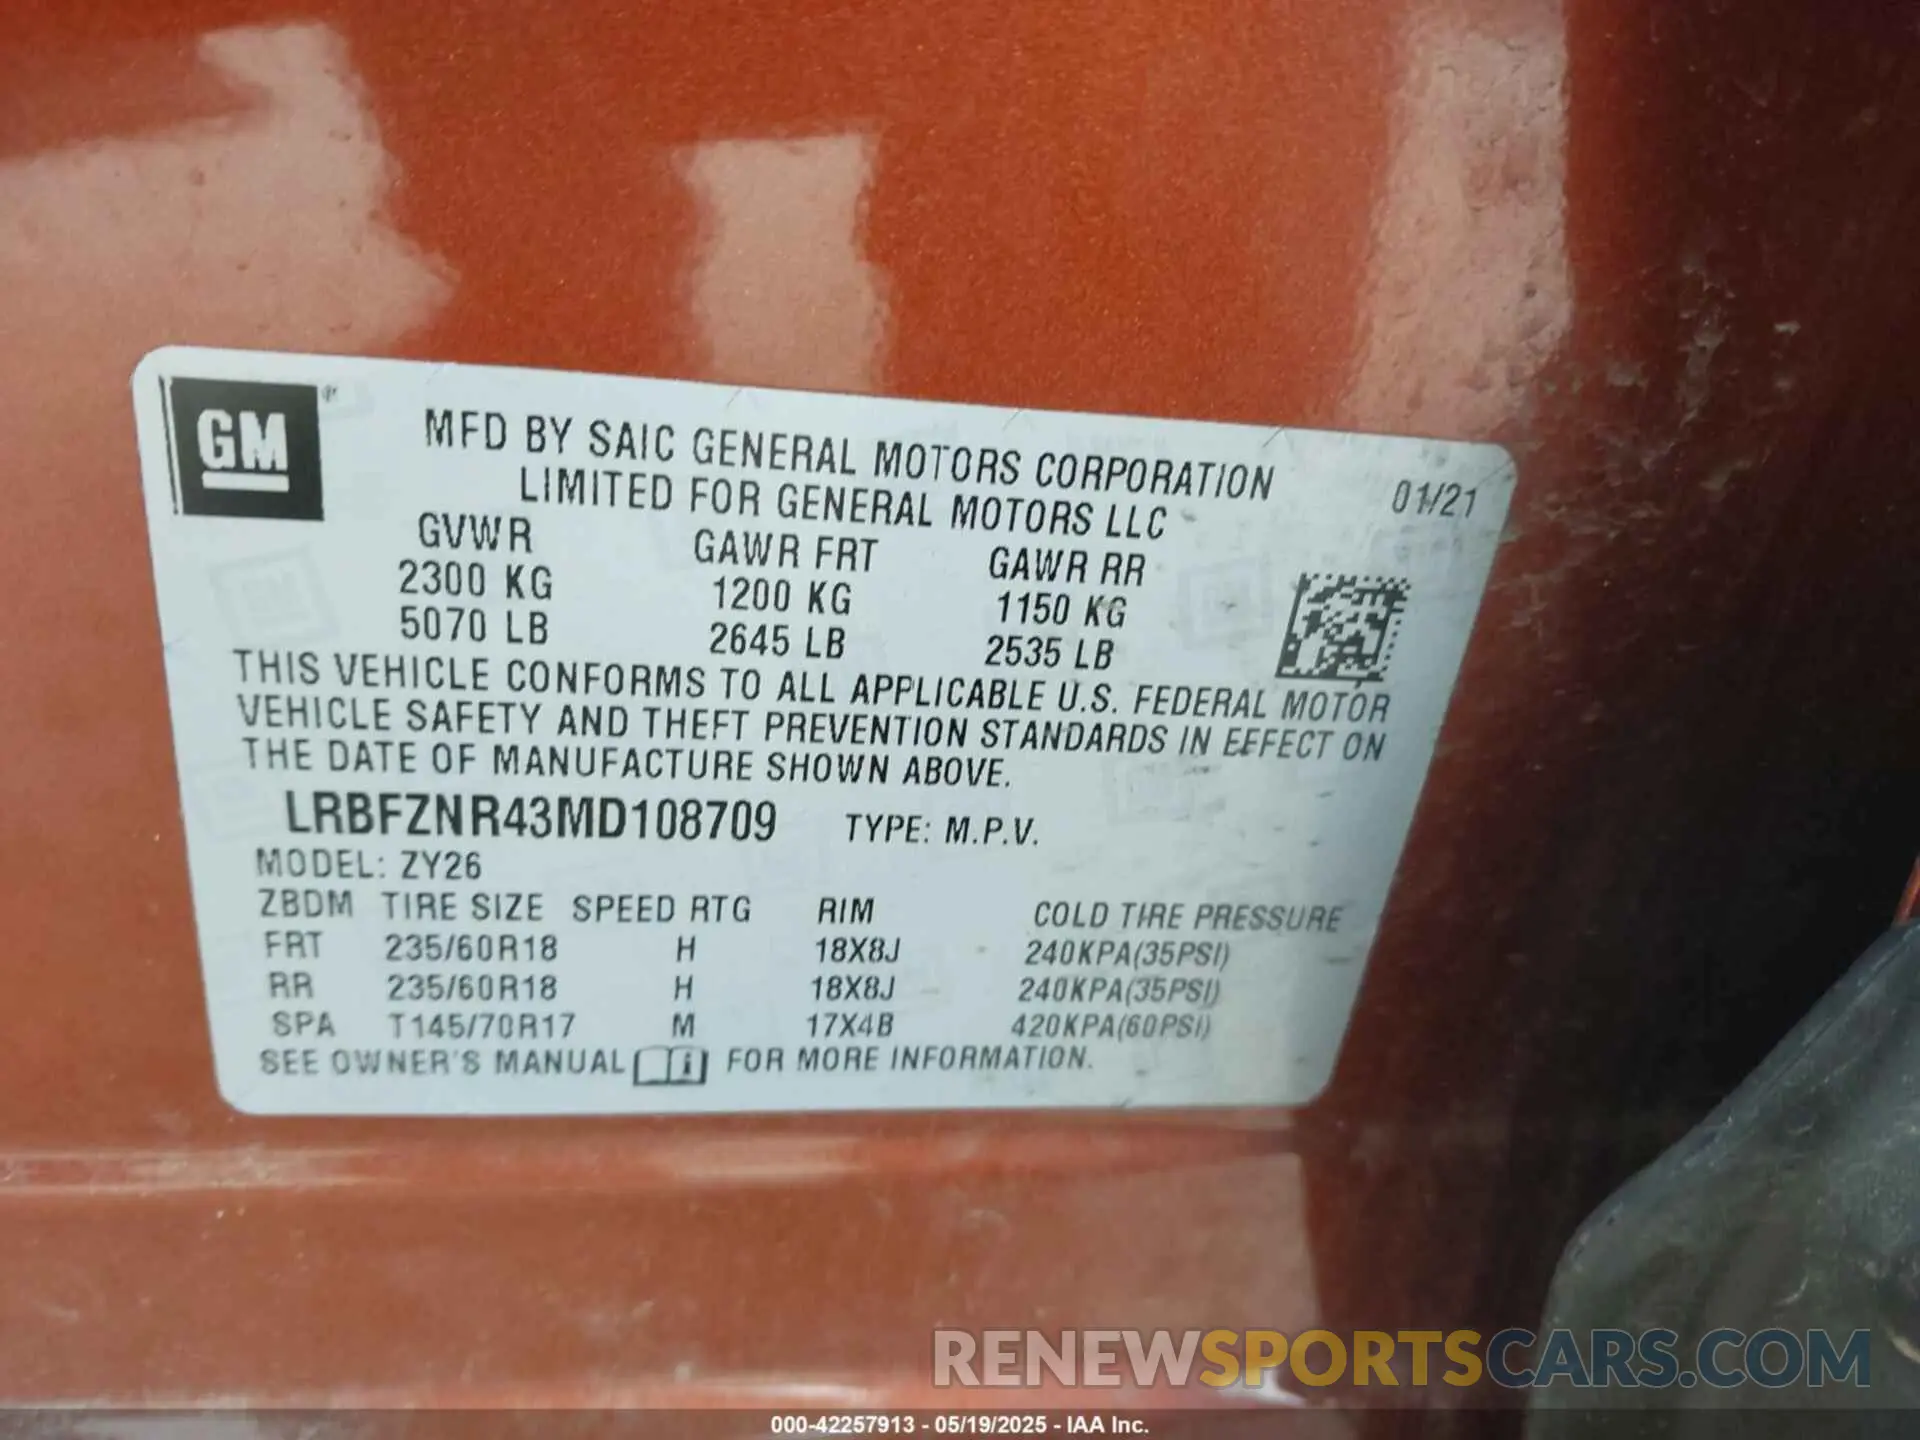 GM
MFD BY SAIC GENERAL MOTORS CORPORATION
LIMITED FOR GENERAL MOTORS LLC
01/21
GVWR GAWR FRT GAWR RR
2300 KG 1200 KG 1150 KG
5070 LB 2645 LB 2535 LB
THIS VEHICLE CONFORMS TO ALL APPLICABLE U.S. FEDERAL MOTOR
VEHICLE SAFETY AND THEFT PREVENTION STANDARDS IN EFFECT ON
THE DATE OF MANUFACTURE SHOWN ABOVE.
LRBFZNR43MD108709 TYPE: M.P.V.
MODEL: ZY26
ZBDM TIRE SIZE SPEED RTG RIM COLD TIRE PRESSURE
FRT 235/60R18 H 18X8J 240KPA(35PSI)
RR 235/60R18 H 18X8J 240KPA(35PSI)
SPA T145/70R17 M 17X4B 420KPA(60PSI)
SEE OWNER'S MANUAL i FOR MORE INFORMATION.
RENEWSPORTSCARS.COM
000-42257913 - 05/19/2025 - IAA Inc.